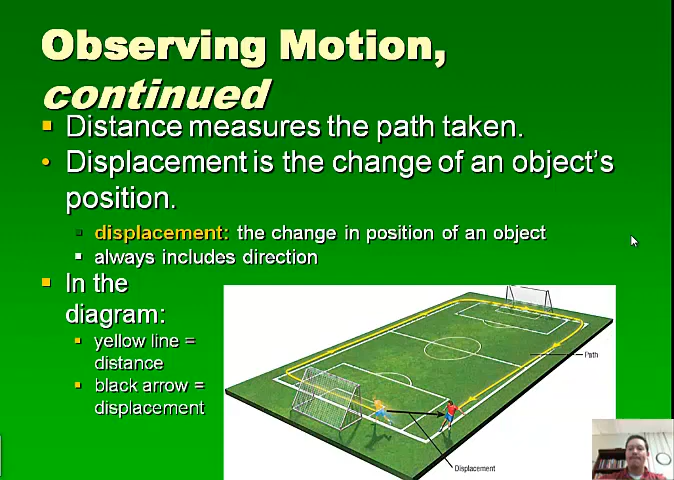 Observing Motion,
continued
Distance measures the path taken.
Displacement is the change of an object's
position.
displacement: the change in position of an object
always includes direction
In the
diagram:
yellow line =
distance
black arrow =
displacement
Path
Displacement